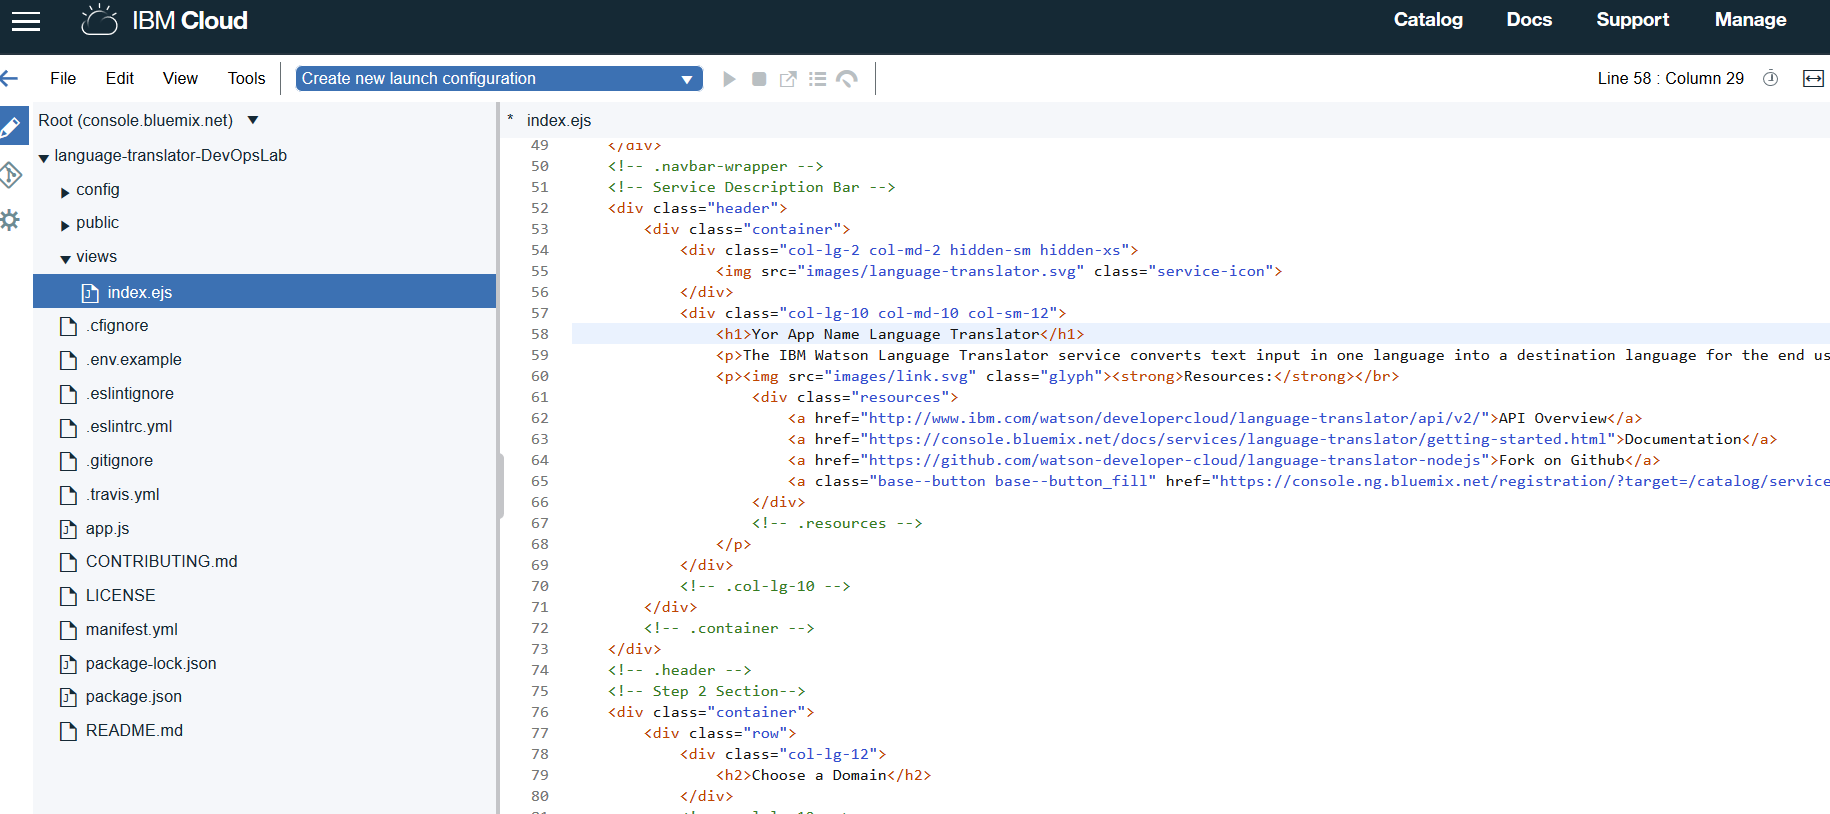 IBM Cloud
Catalog Docs Support Manage
File Edit View Tools
Create new launch configuration
Line 58 : Column 29
Root (console.bluemix.net)
language-translator-DevOpsLab
config
public
views
index.ejs
.cfignore
.env.example
.eslintignore
.eslintrc.yml
.gitignore
.travis.yml
app.js
CONTRIBUTING.md
LICENSE
manifest.yml
package-lock.json
package.json
README.md
* index.ejs
49 </div>
50 <!-- .navbar-wrapper -->
51 <!-- Service Description Bar -->
52 <div class="header">
53 <div class="container">
54 <div class="col-lg-2 col-md-2 hidden-sm hidden-xs">
55 <img src="images/language-translator.svg" class="service-icon">
56 </div>
57 <div class="col-lg-10 col-md-10 col-sm-12">
58 <h1>Yor App Name Language Translator</h1>
59 <p>The IBM Watson Language Translator service converts text input in one language into a destination language for the end us
60 <p><img src="images/link.svg" class="glyph"><strong>Resources:</strong></br>
61 <div class="resources">
62 <a href="http://www.ibm.com/watson/developercloud/language-translator/api/v2/">API Overview</a>
63 <a href="https://console.bluemix.net/docs/services/language-translator/getting-started.html">Documentation</a>
64 <a href="https://github.com/watson-developer-cloud/language-translator-nodejs">Fork on Github</a>
65 <a class="base--button base--button_fill" href="https://console.ng.bluemix.net/registration/?target=/catalog/service
66 </div>
67 <!-- .resources -->
68 </p>
69 </div>
70 <!-- .col-lg-10 -->
71 </div>
72 <!-- .container -->
73 </div>
74 <!-- .header -->
75 <!-- Step 2 Section-->
76 <div class="container">
77 <div class="row">
78 <div class="col-lg-12">
79 <h2>Choose a Domain</h2>
80 </div>